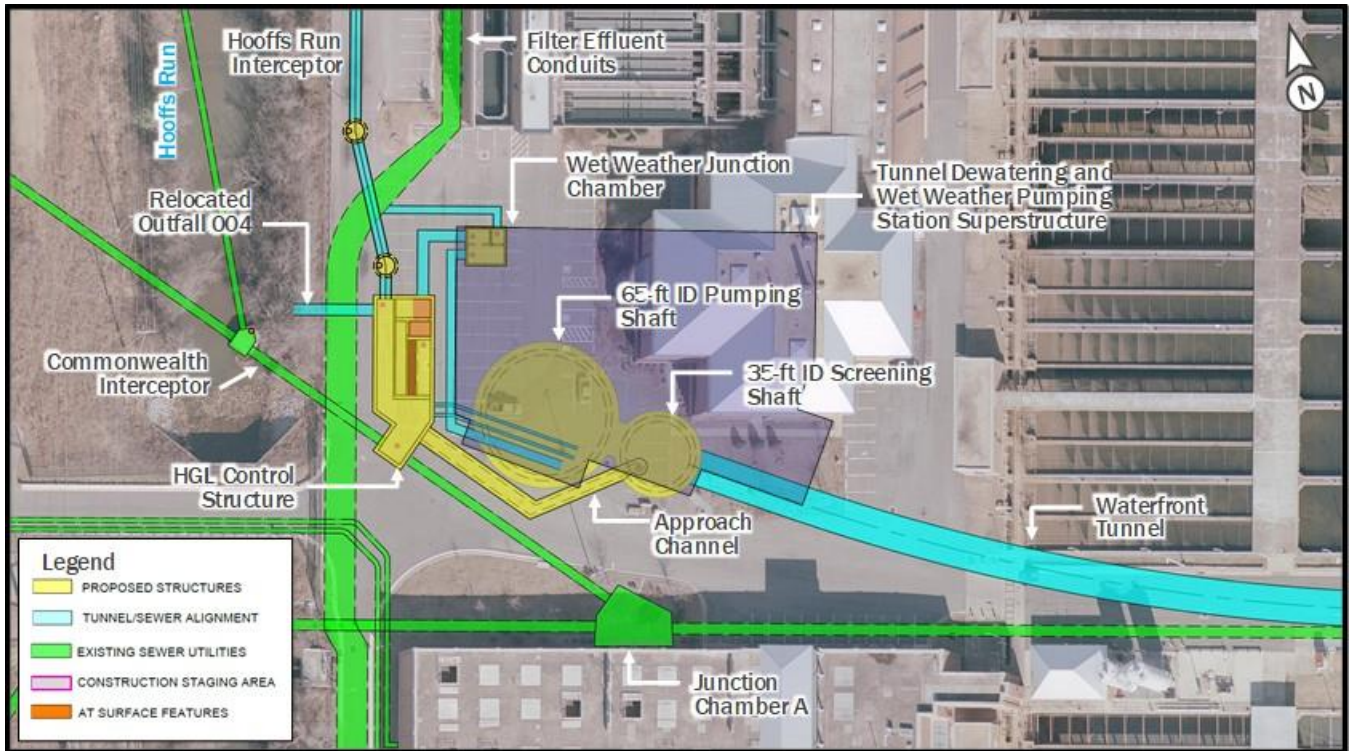 Hooffs Run
Interceptor
Filter Effluent
Conduits
Hooffs Run
N
Wet Weather Junction
Chamber
Tunnel Dewatering and
Wet Weather Pumping
Station Superstructure
Relocated
Outfall 004
65-ft ID Pumping
Shaft
Commonwealth
Interceptor
35-ft ID Screening
Shaft
HGL Control
Structure
Approach
Channel
Waterfront
Tunnel
Legend
PROPOSED STRUCTURES
TUNNEL/SEWER ALIGNMENT
EXISTING SEWER UTILITIES
CONSTRUCTION STAGING AREA
AT SURFACE FEATURES
Junction
Chamber A